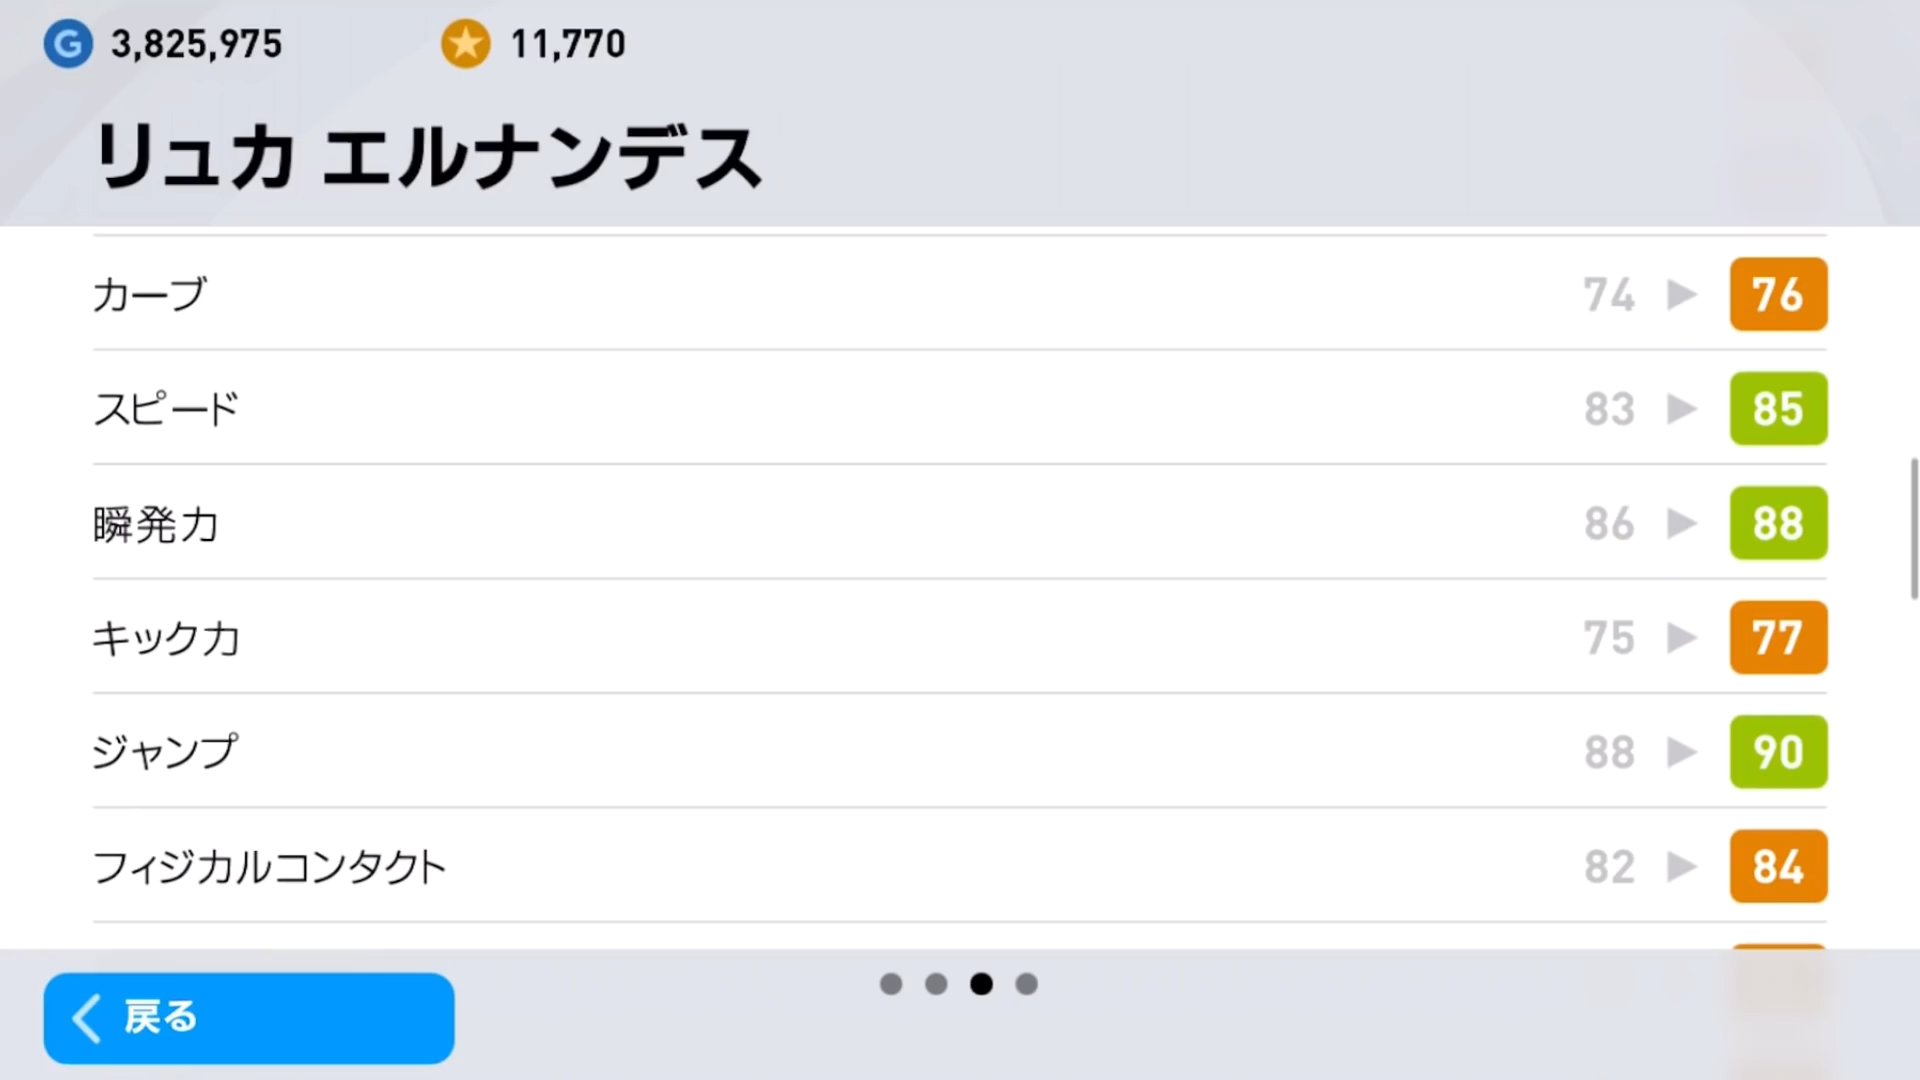 G 3,825,975 11,770
リュカ エルナンデス
カーブ 74 ▶ 76
スピード 83 ▶ 85
瞬発力 86 ▶ 88
キック力 75 ▶ 77
ジャンプ 88 ▶ 90
フィジカルコンタクト 82 ▶ 84
戻る